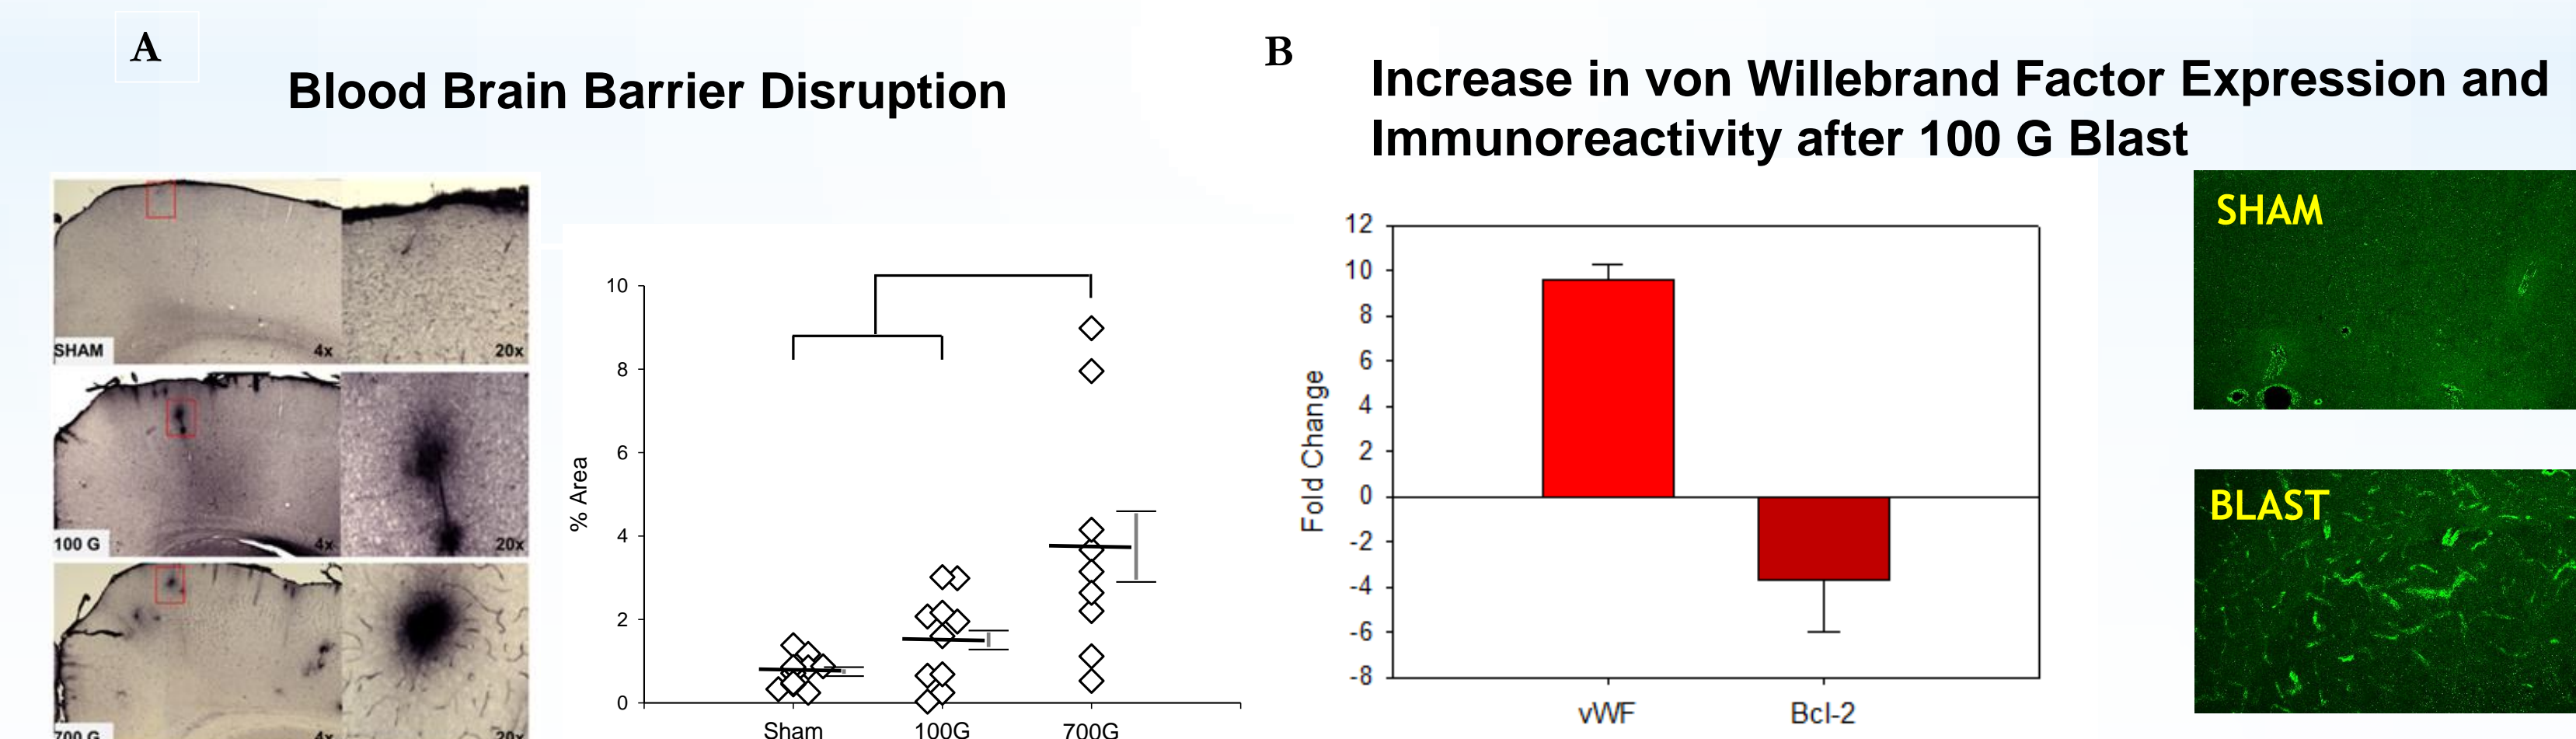 A
Blood Brain Barrier Disruption
SHAM
4x
20x
100 G
4x
20x
700 G
4x
20x
% Area
10
8
6
4
2
0
Sham
100G
700G
B
Increase in von Willebrand Factor Expression and
Immunoreactivity after 100 G Blast
Fold Change
12
10
8
6
4
2
0
-2
-4
-6
-8
vWF
Bcl-2
SHAM
BLAST